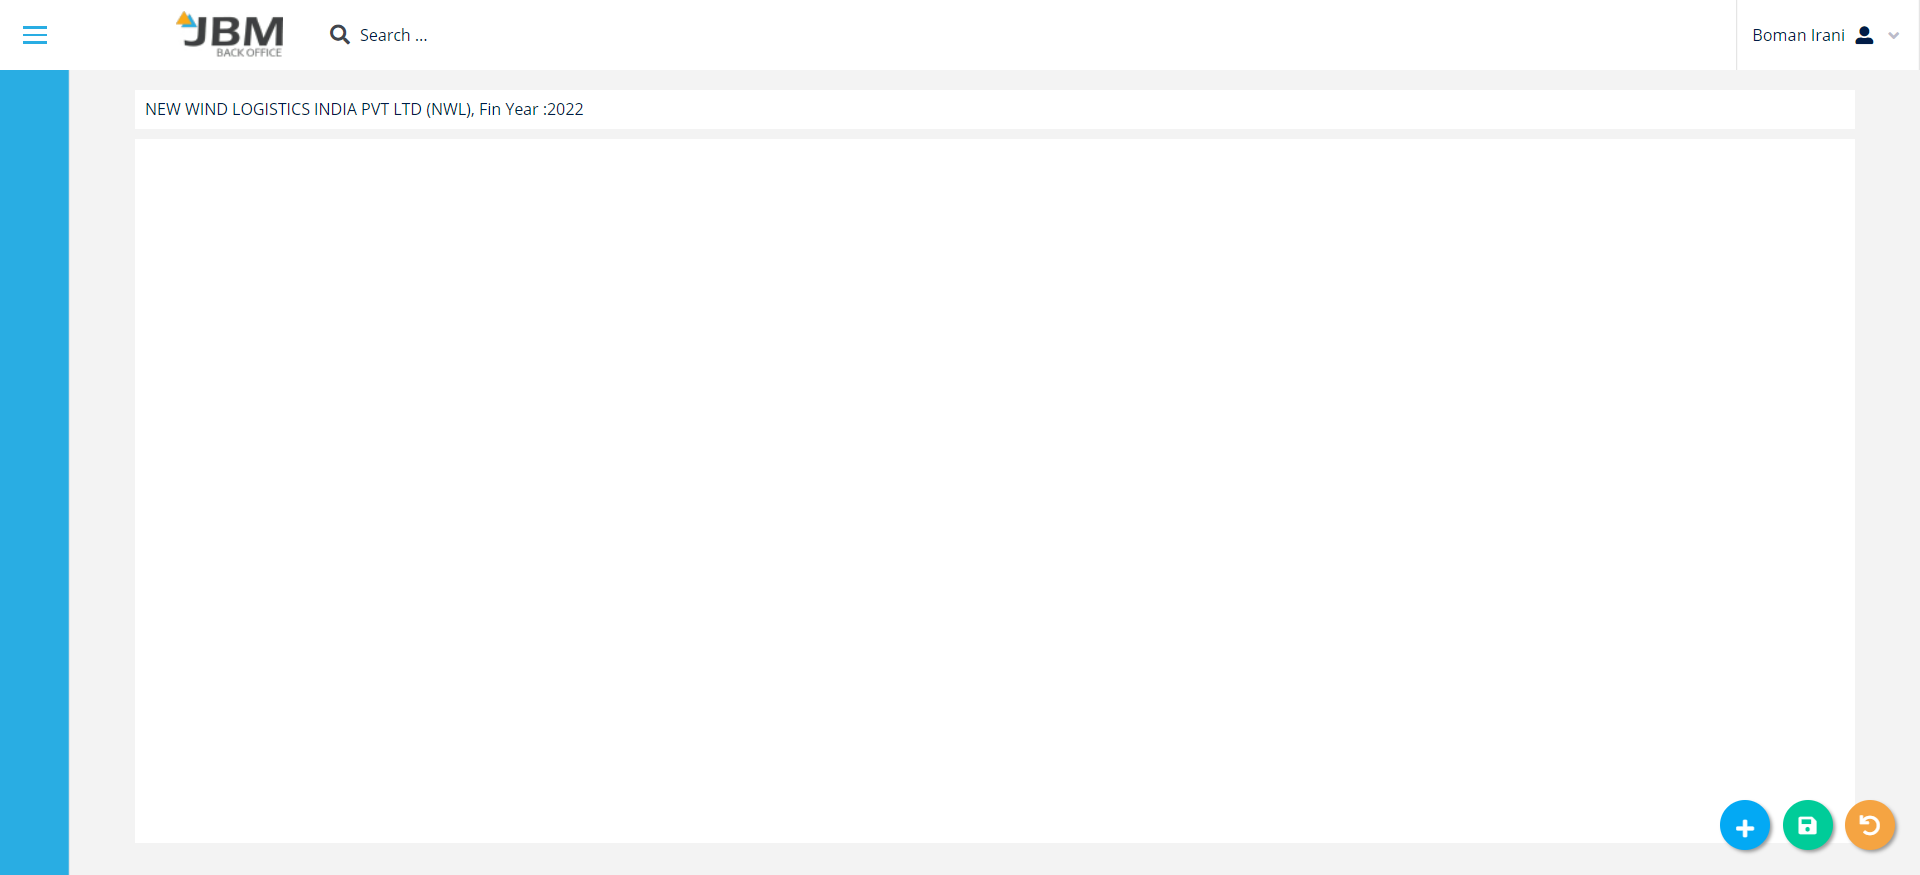 JBM
BACK OFFICE
Search ...
Boman Irani
NEW WIND LOGISTICS INDIA PVT LTD (NWL), Fin Year :2022